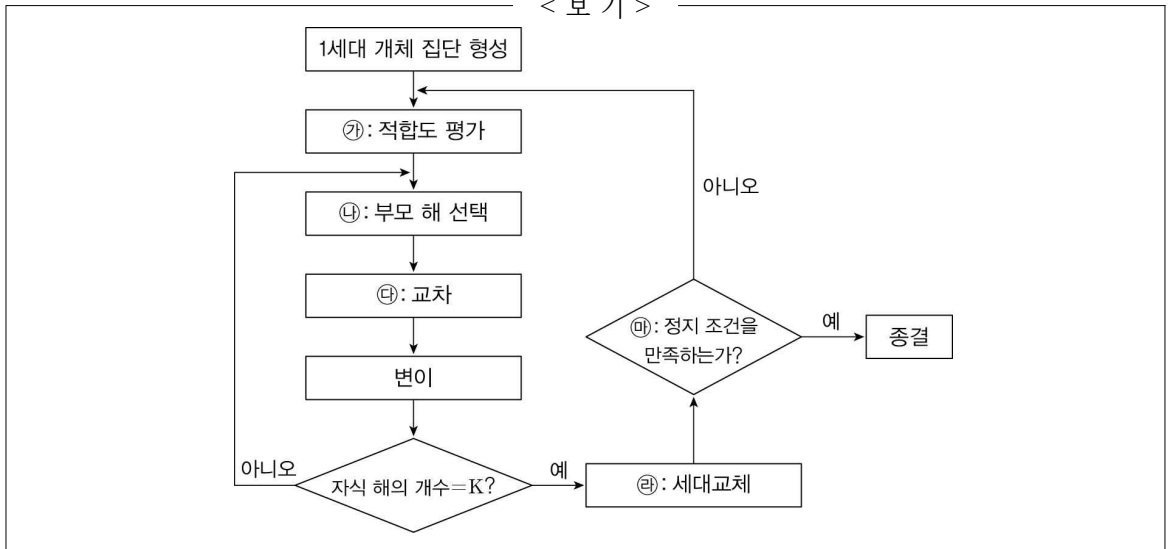 < 보 기 >
1세대 개체 집단 형성
㉮: 적합도 평가
아니오
㉯: 부모 해 선택
㉰: 교차
㉲: 정지 조건을
만족하는가?
예
종결
변이
아니오
자식 해의 개수=K?
예
㉱: 세대교체